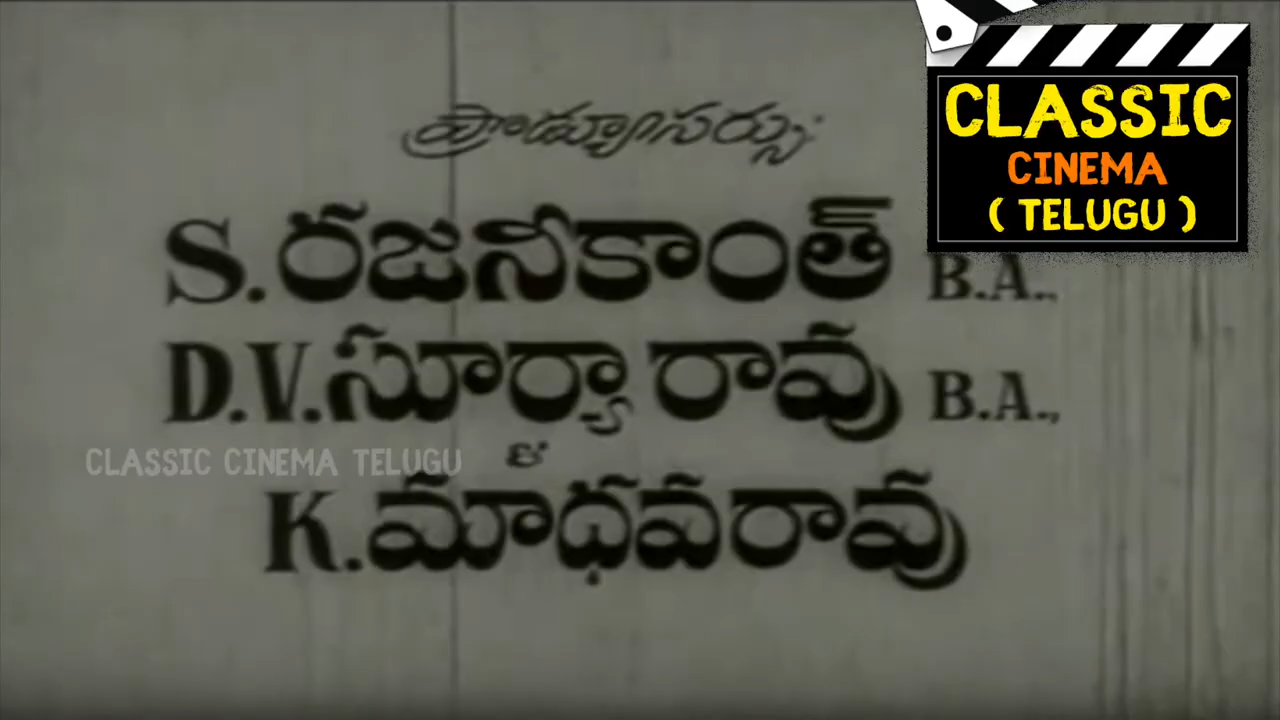 ప్రొడ్యూసర్సు:
S.రజనీకాంత్ B.A.,
D.V.సూర్యారావు B.A.,
&
K.మాధవరావు
CLASSIC
CINEMA
( TELUGU )
CLASSIC CINEMA TELUGU